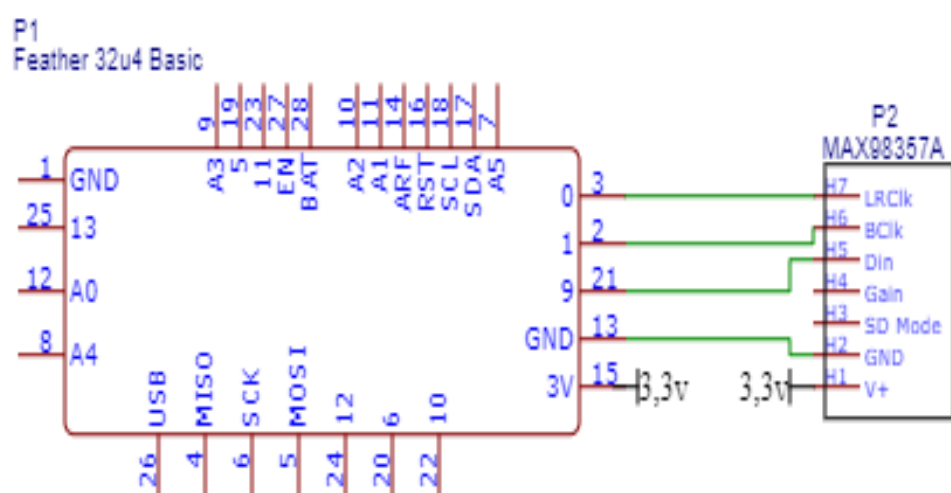 P1
Feather 32u4 Basic
9 19 23 27 28 10 11 14 16 18 17 7
A3 5 11 EN BAT A2 A1 ARF RST SCL SDA A5
P2
MAX98357A
1 GND
25 13
12 A0
8 A4
0 3
1 2
9 21
GND 13
3V 15
3,3v
3,3v
H7 LRClk
H6 BClk
H5 Din
H4 Gain
H3 SD Mode
H2 GND
H1 V+
USB MISO SCK MOSI 12 6 10
26 4 6 5 24 20 22